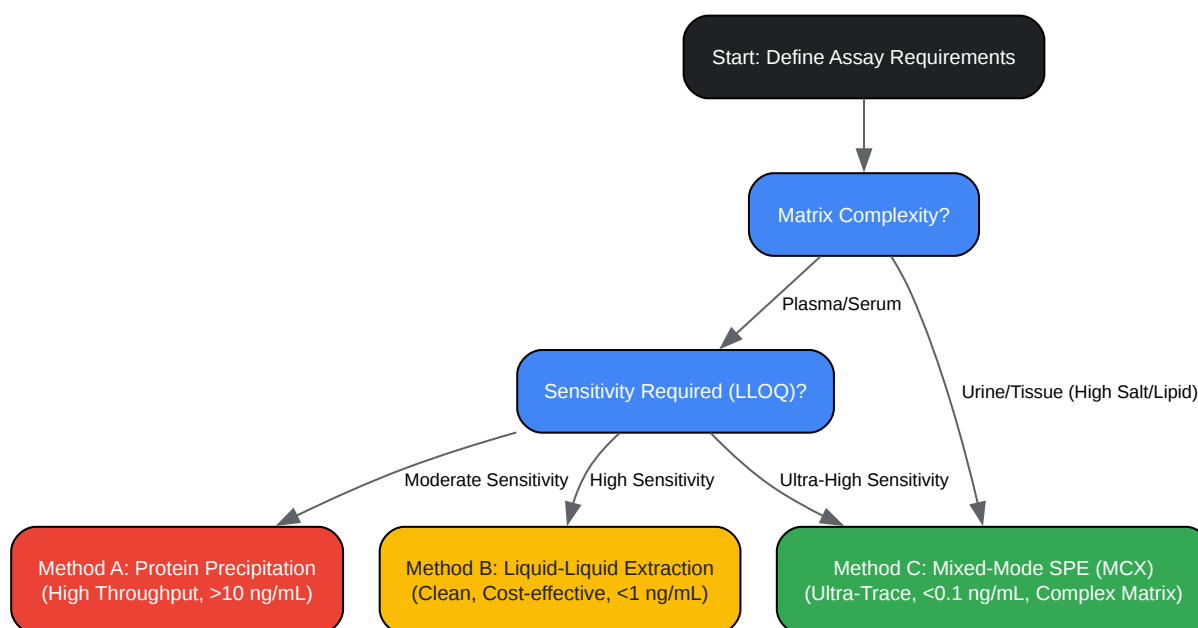 Start: Define Assay Requirements
Matrix Complexity?
Plasma/Serum
Sensitivity Required (LLOQ)?
Urine/Tissue (High Salt/Lipid)
Moderate Sensitivity
High Sensitivity
Ultra-High Sensitivity
Method A: Protein Precipitation
(High Throughput, >10 ng/mL)
Method B: Liquid-Liquid Extraction
(Clean, Cost-effective, <1 ng/mL)
Method C: Mixed-Mode SPE (MCX)
(Ultra-Trace, <0.1 ng/mL, Complex Matrix)